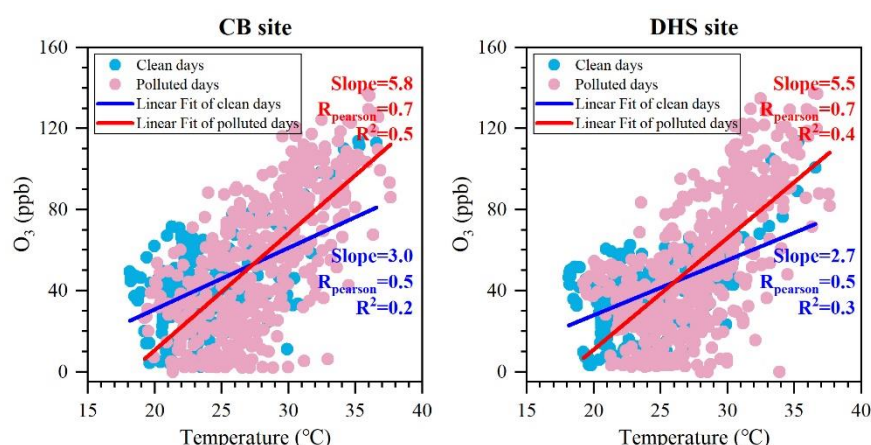 CB site
160
120
80
40
0
O₃ (ppb)
Clean days
Polluted days
Linear Fit of clean days
Linear Fit of polluted days
Slope=5.8
Rpearson=0.7
R²=0.5
Slope=3.0
Rpearson=0.5
R²=0.2
15 20 25 30 35 40
Temperature (℃)
DHS site
160
120
80
40
0
O₃ (ppb)
Clean days
Polluted days
Linear Fit of clean days
Linear Fit of polluted days
Slope=5.5
Rpearson=0.7
R²=0.4
Slope=2.7
Rpearson=0.5
R²=0.3
15 20 25 30 35 40
Temperature (℃)